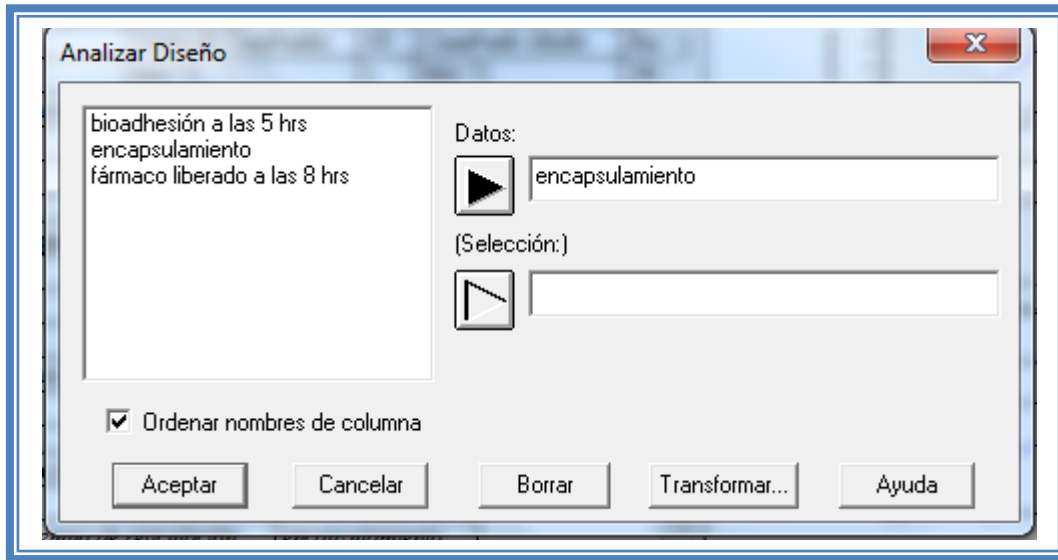 Analizar Diseño
bioadhesión a las 5 hrs
encapsulamiento
fármaco liberado a las 8 hrs
Datos:
encapsulamiento
(Selección:)
Ordenar nombres de columna
Aceptar
Cancelar
Borrar
Transformar...
Ayuda